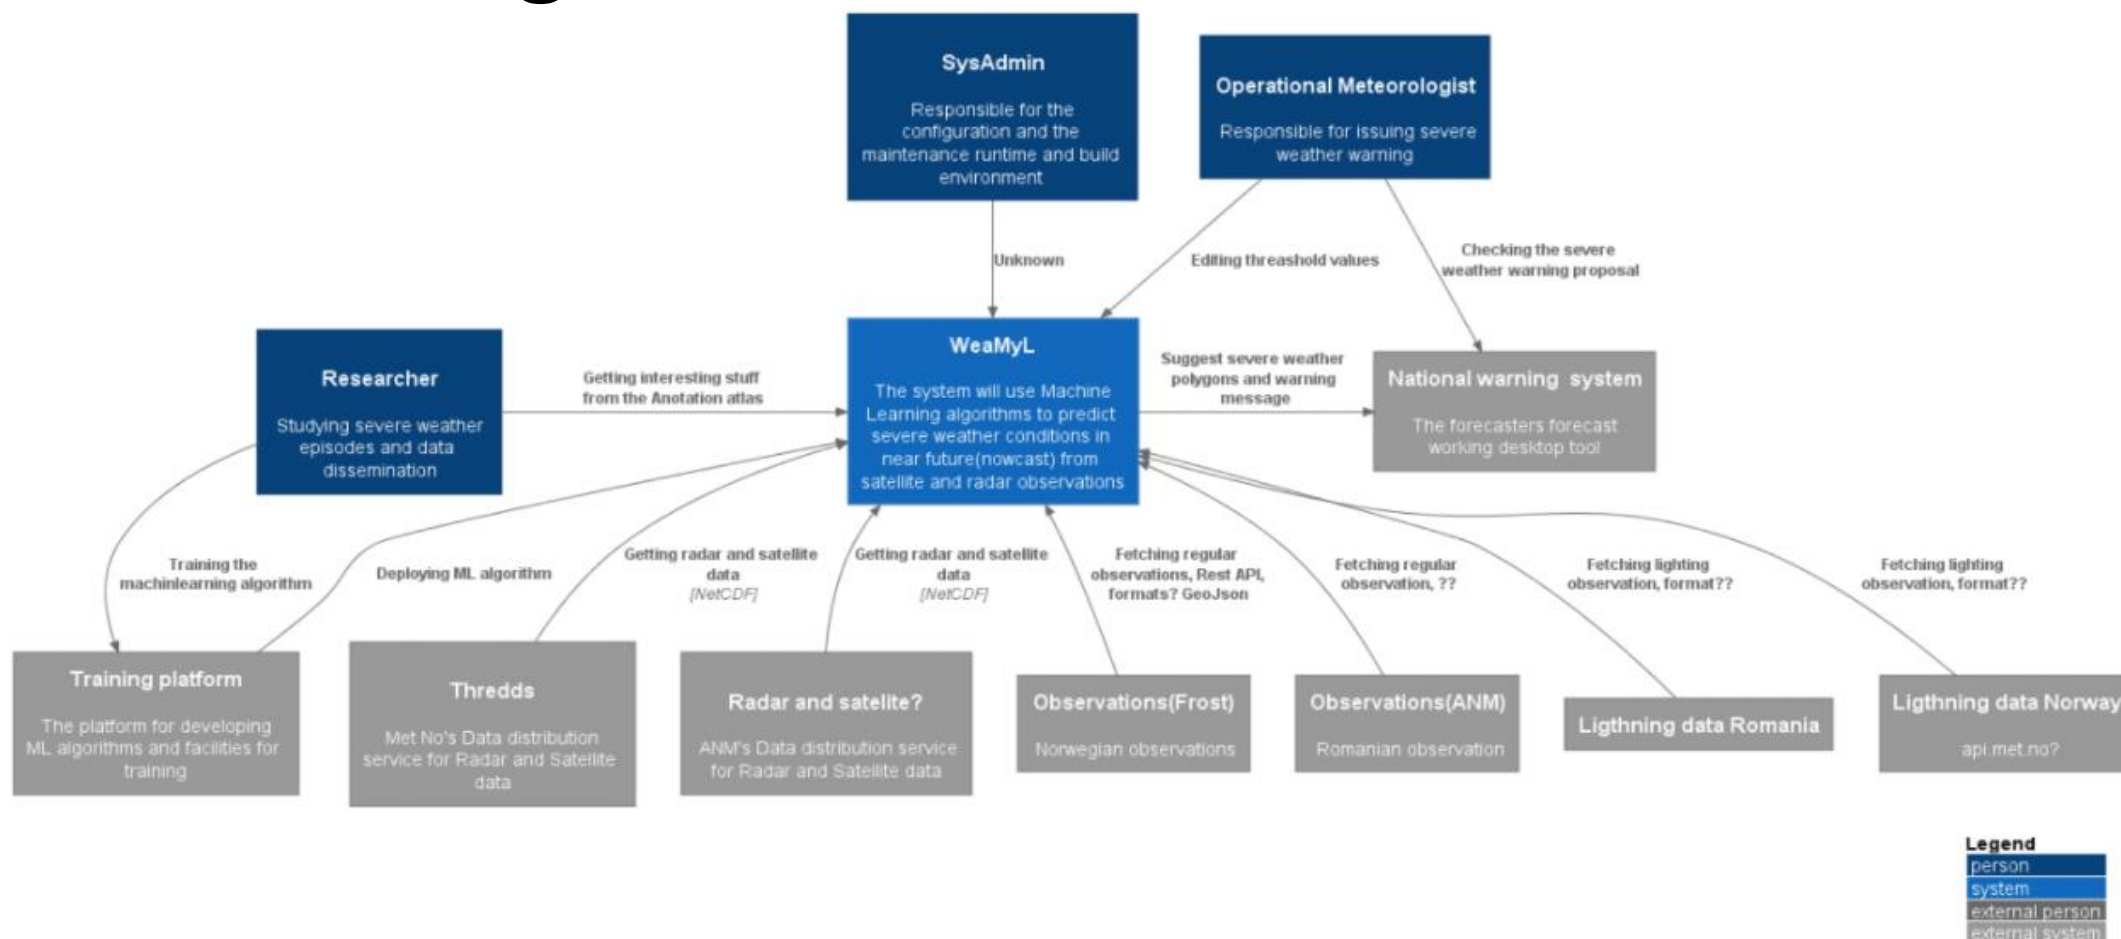 SysAdmin
Responsible for the
configuration and the
maintenance runtime and build
environment
Operational Meteorologist
Responsible for issuing severe
weather warning
Unknown
Editing threashold values
Checking the severe
weather warning proposal
Researcher
Studying severe weather
episodes and data
dissemination
Getting interesting stuff
from the Anotation atlas
WeaMyL
The system will use Machine
Learning algorithms to predict
severe weather conditions in
near future(nowcast) from
satellite and radar observations
Suggest severe weather
polygons and warning
message
National warning system
The forecasters forecast
working desktop tool
Training the
machinlearning algorithm
Deploying ML algorithm
Getting radar and satellite
data
[NetCDF]
Getting radar and satellite
data
[NetCDF]
Fetching regular
observations, Rest API,
formats? GeoJson
Fetching regular
observation, ??
Fetching lighting
observation, format??
Fetching lighting
observation, format??
Training platform
The platform for developing
ML algorithms and facilities for
training
Thredds
Met No's Data distribution
service for Radar and Satellite
data
Radar and satelite?
ANM's Data distribution service
for Radar and Satellite data
Observations(Frost)
Norwegian observations
Observations(ANM)
Romanian observation
Ligthning data Romania
Ligthning data Norway
api.met.no?
Legend
person
system
external person
external system